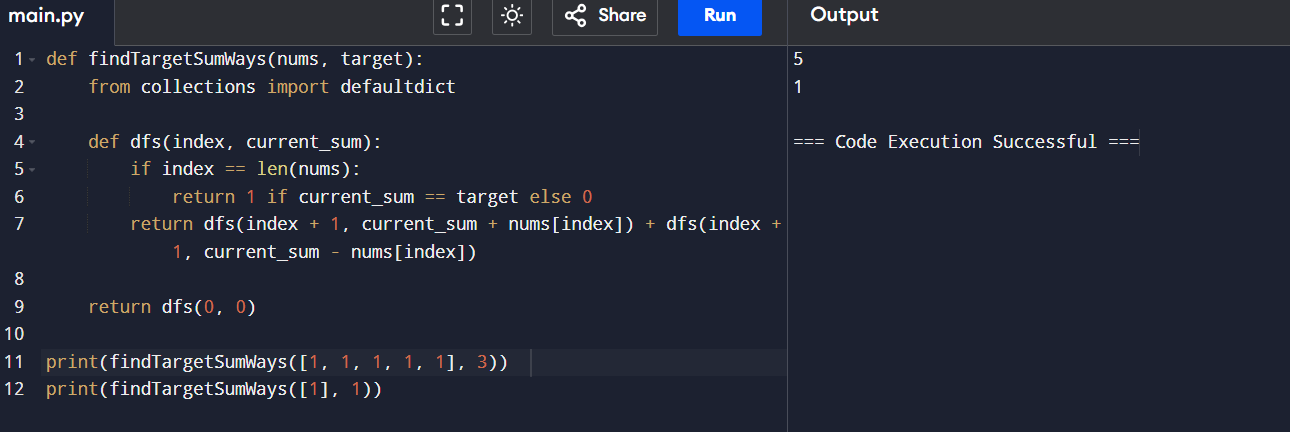 main.py
Share
Run
Output
1 def findTargetSumWays(nums, target):
2     from collections import defaultdict
3
4     def dfs(index, current_sum):
5         if index == len(nums):
6             return 1 if current_sum == target else 0
7         return dfs(index + 1, current_sum + nums[index]) + dfs(index +
            1, current_sum - nums[index])
8
9     return dfs(0, 0)
10
11 print(findTargetSumWays([1, 1, 1, 1, 1], 3))
12 print(findTargetSumWays([1], 1))
5
1
=== Code Execution Successful ===